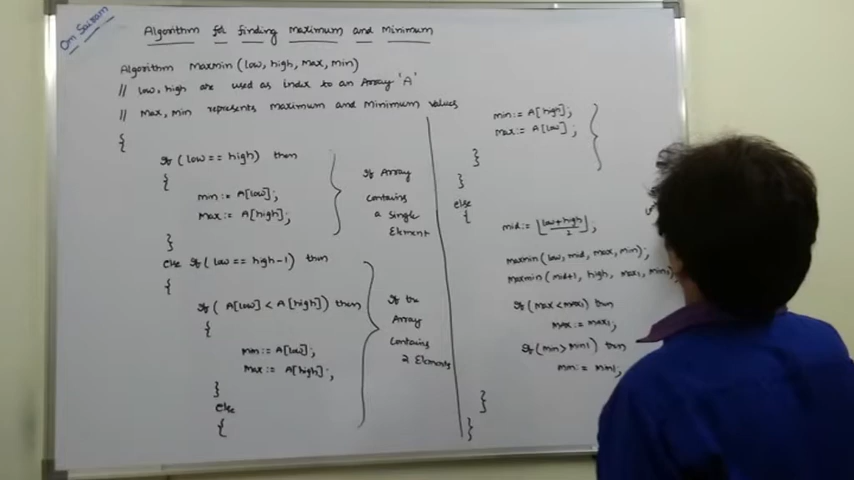 Om Sairam
Algorithm for finding Maximum and Minimum
Algorithm Maxmin (low, high, max, min)
// low, high are used as index to an Array 'A'
// Max, min represents Maximum and Minimum values
{
If (low == high) then
{
min := A[low];
max := A[high];
}
If Array
contains
a single
Element
else If (low == high-1) then
{
If ( A[low] < A[high]) then
{
min := A[low];
max := A[high];
}
else
{
If the
Array
contains
2 Elements
min := A[high];
max := A[low];
}
}
else
{
mid := ⌊low+high/2⌋;
maxmin (low, mid, max, min);
maxmin (mid+1, high, max1, min1);
If (max < max1) then
max := max1;
If (min > min1) then
min := min1;
}
}